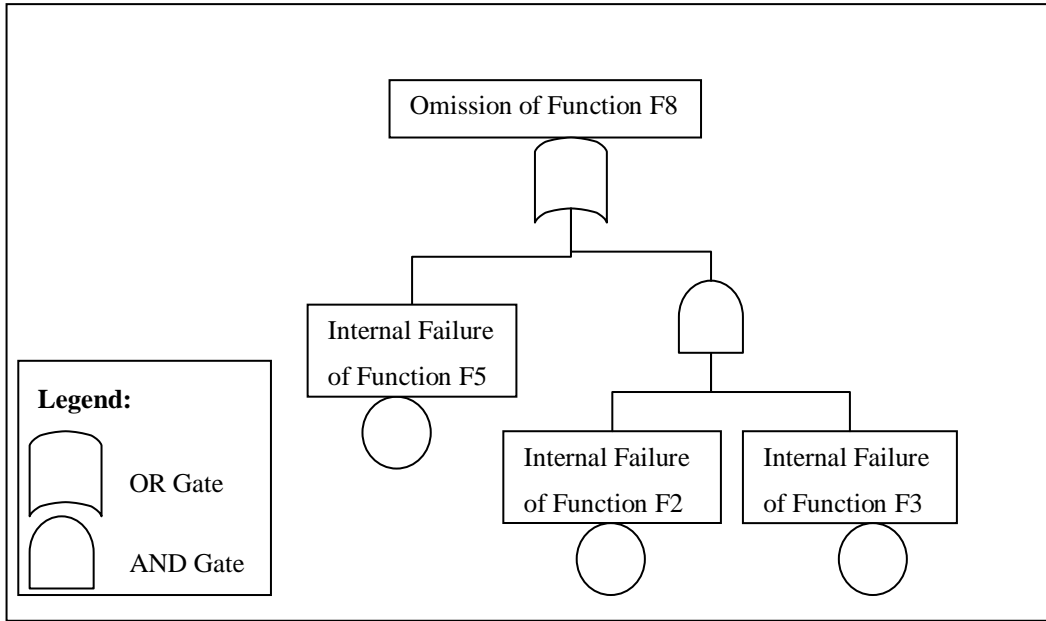 Omission of Function F8
Internal Failure
of Function F5
Internal Failure
of Function F2
Internal Failure
of Function F3
Legend:
OR Gate
AND Gate